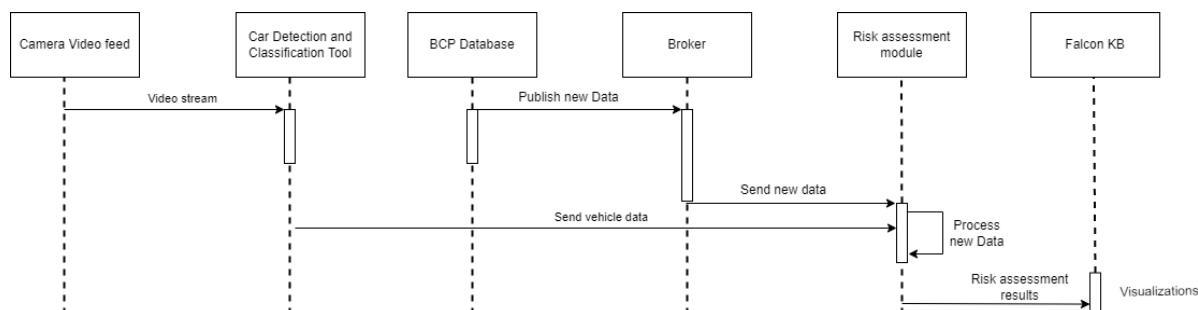 Camera Video feed
Car Detection and
Classification Tool
BCP Database
Broker
Risk assessment
module
Falcon KB
Video stream
Publish new Data
Send new data
Send vehicle data
Process
new Data
Risk assessment
results
Visualizations